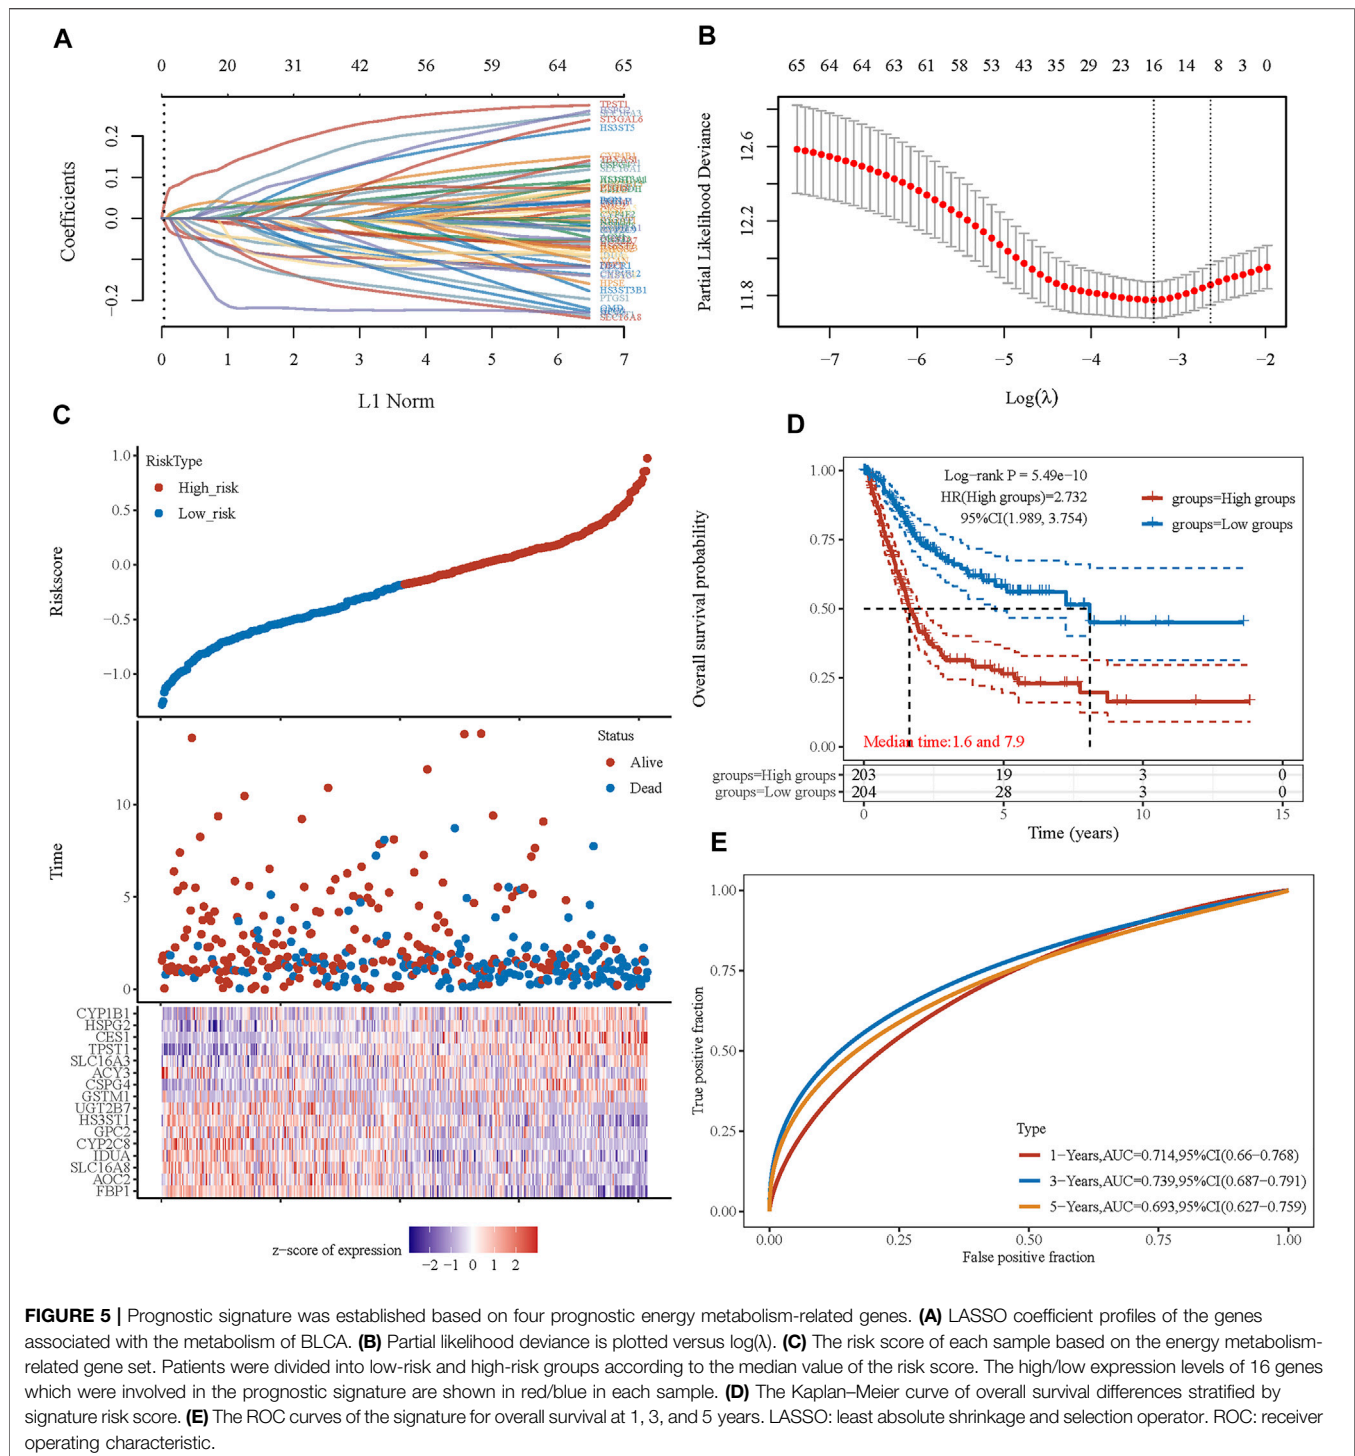 A
0 20 31 42 56 59 64 65
Coefficients
0.2
0.1
0.0
−0.2
TPST1
ST3GAL6
HS3ST5
HPSE
HS3ST3B1
PTGS1
SLC16A8
0 1 2 3 4 5 6 7
L1 Norm
B
65 64 64 63 61 58 53 43 35 29 23 16 14 8 3 0
Partial Likelihood Deviance
12.6
12.2
11.8
−7 −6 −5 −4 −3 −2
Log(λ)
C
Riskscore
1.0
0.5
0.0
−0.5
−1.0
RiskType
High_risk
Low_risk
Time
10
5
0
Status
Alive
Dead
CYP1B1
HSPG2
CES1
TPST1
SLC16A3
ACY3
CSPG4
GSTM1
UGT2B7
HS3ST1
GPC2
CYP2C8
IDUA
SLC16A8
AOC2
FBP1
z−score of expression
−2 −1 0 1 2
D
Overall survival probability
1.00
0.75
0.50
0.25
0.00
Log−rank P = 5.49e−10
HR(High groups)=2.732
95%CI(1.989, 3.754)
groups=High groups
groups=Low groups
Median time:1.6 and 7.9
groups=High groups 203 19 3 0
groups=Low groups 204 28 3 0
0 5 10 15
Time (years)
E
True positive fraction
1.00
0.75
0.50
0.25
0.00
Type
1−Years,AUC=0.714,95%CI(0.66−0.768)
3−Years,AUC=0.739,95%CI(0.687−0.791)
5−Years,AUC=0.693,95%CI(0.627−0.759)
0.00 0.25 0.50 0.75 1.00
False positive fraction
FIGURE 5 | Prognostic signature was established based on four prognostic energy metabolism-related genes. (A) LASSO coefficient profiles of the genes
associated with the metabolism of BLCA. (B) Partial likelihood deviance is plotted versus log(λ). (C) The risk score of each sample based on the energy metabolism-
related gene set. Patients were divided into low-risk and high-risk groups according to the median value of the risk score. The high/low expression levels of 16 genes
which were involved in the prognostic signature are shown in red/blue in each sample. (D) The Kaplan–Meier curve of overall survival differences stratified by
signature risk score. (E) The ROC curves of the signature for overall survival at 1, 3, and 5 years. LASSO: least absolute shrinkage and selection operator. ROC: receiver
operating characteristic.